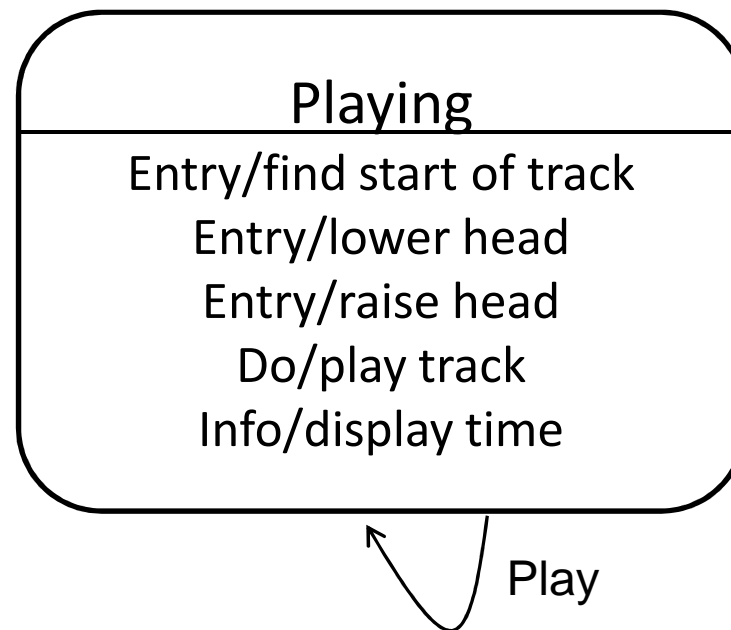 Playing
Entry/find start of track
Entry/lower head
Entry/raise head
Do/play track
Info/display time
Play